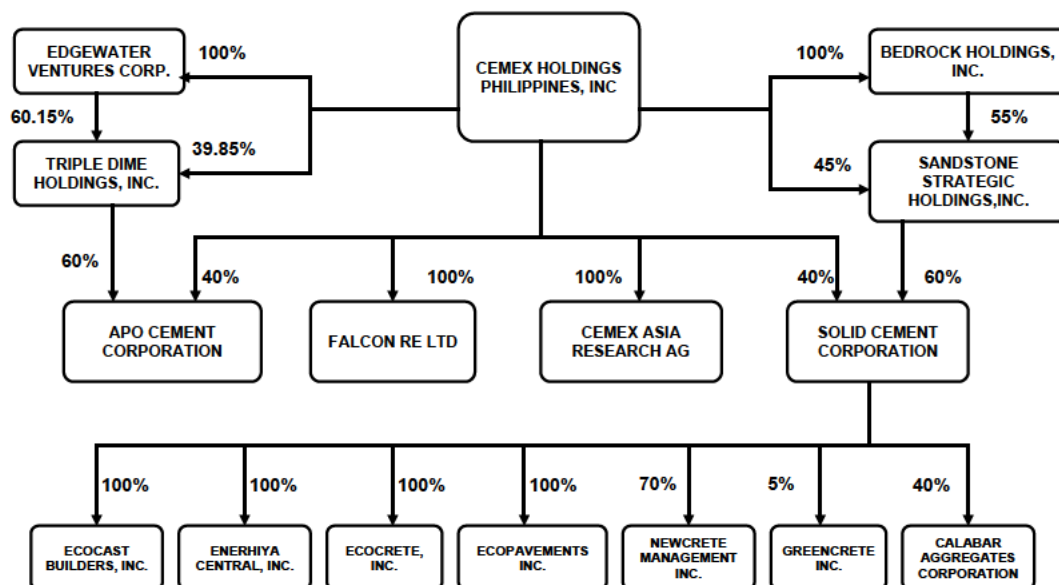 EDGEWATER
VENTURES CORP.
100%
CEMEX HOLDINGS
PHILIPPINES, INC
100%
BEDROCK HOLDINGS,
INC.
60.15%
55%
39.85%
TRIPLE DIME
HOLDINGS, INC.
45%
SANDSTONE
STRATEGIC
HOLDINGS,INC.
60%
40%
100%
100%
40%
60%
APO CEMENT
CORPORATION
FALCON RE LTD
CEMEX ASIA
RESEARCH AG
SOLID CEMENT
CORPORATION
100%
100%
100%
100%
70%
5%
40%
ECOCAST
BUILDERS, INC.
ENERHIYA
CENTRAL, INC.
ECOCRETE,
INC.
ECOPAVEMENTS
INC.
NEWCRETE
MANAGEMENT
INC.
GREENCRETE
INC.
CALABAR
AGGREGATES
CORPORATION